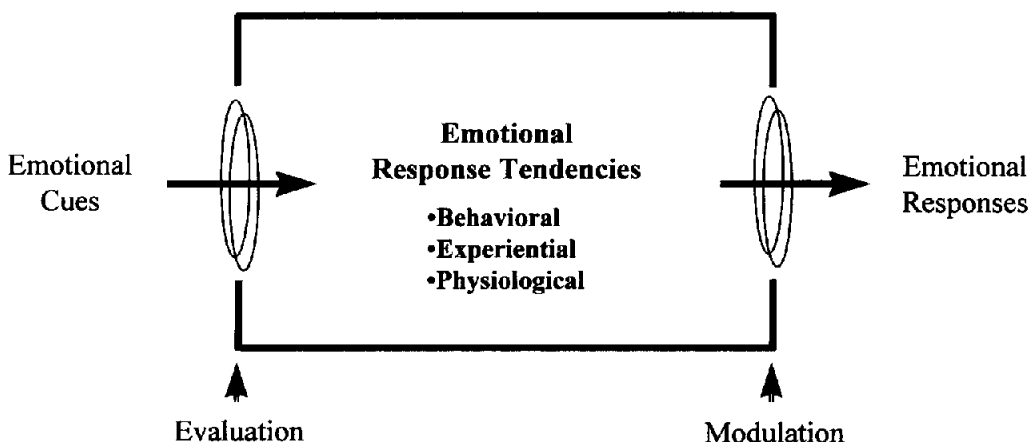 Emotional
Cues
Emotional
Response Tendencies
•Behavioral
•Experiential
•Physiological
Emotional
Responses
Evaluation
Modulation